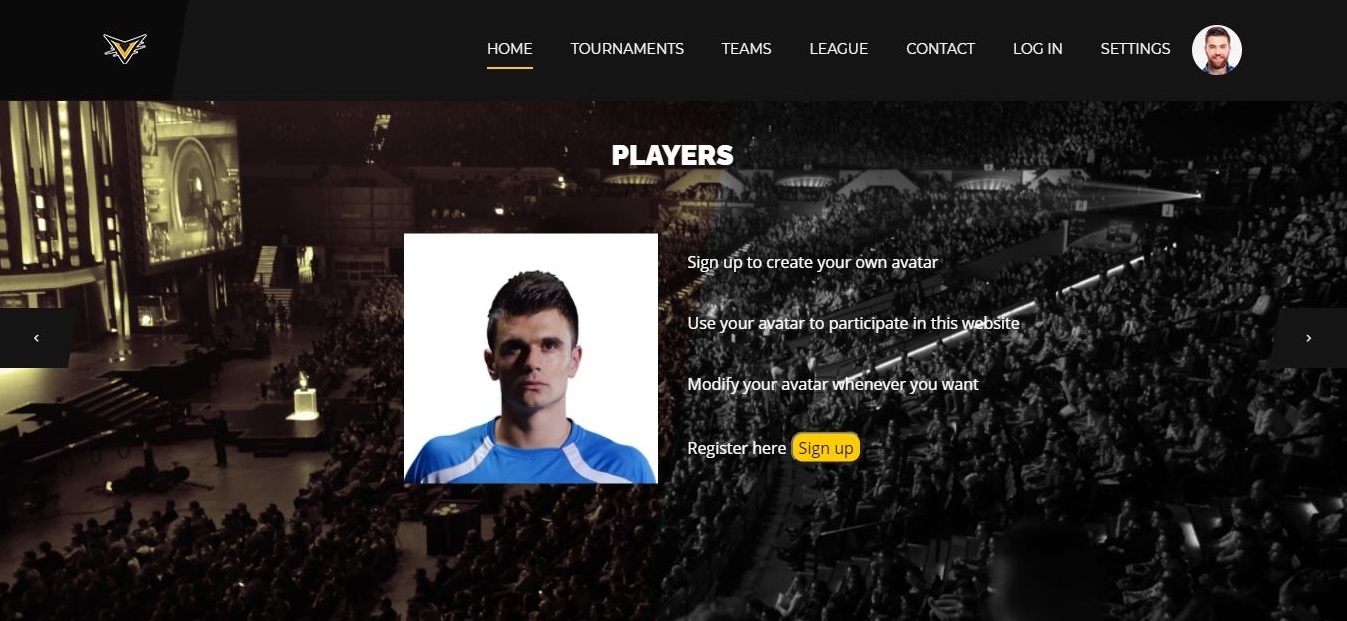 HOME TOURNAMENTS TEAMS LEAGUE CONTACT LOG IN SETTINGS
PLAYERS
Sign up to create your own avatar
Use your avatar to participate in this website
Modify your avatar whenever you want
Register here Sign up